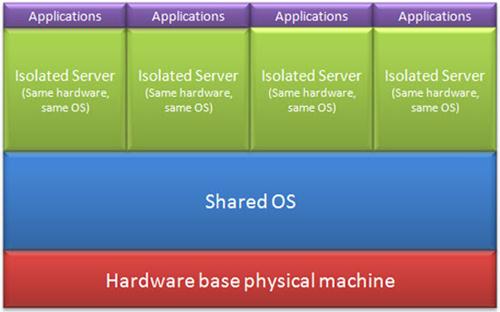 Applications Applications Applications Applications
Isolated Server Isolated Server Isolated Server Isolated Server
(Same hardware, (Same hardware, (Same hardware, (Same hardware,
same OS) same OS) same OS) same OS)
Shared OS
Hardware base physical machine